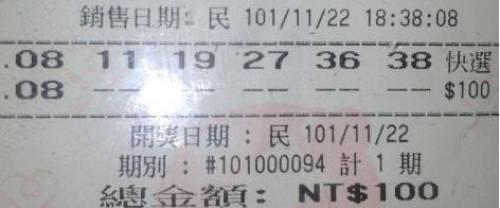 銷售日期: 民 101/11/22 18:38:08
.08 11 19 27 36 38 快選
.08 -- -- -- -- -- $100
開獎日期 : 民 101/11/22
期別 : #101000094 計 1 期
總金額: NT$100